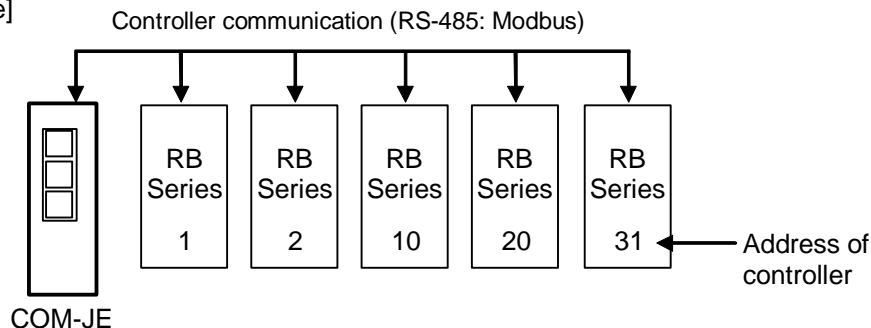 e]
Controller communication (RS-485: Modbus)
RB
Series
1
RB
Series
2
RB
Series
10
RB
Series
20
RB
Series
31
Address of
controller
COM-JE